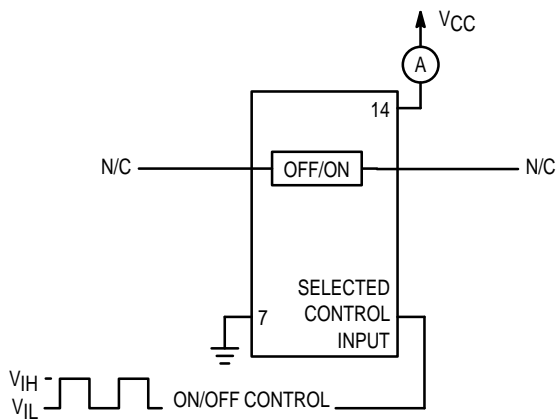 VCC
A
14
N/C
OFF/ON
N/C
SELECTED
CONTROL
INPUT
7
VIH
VIL
ON/OFF CONTROL